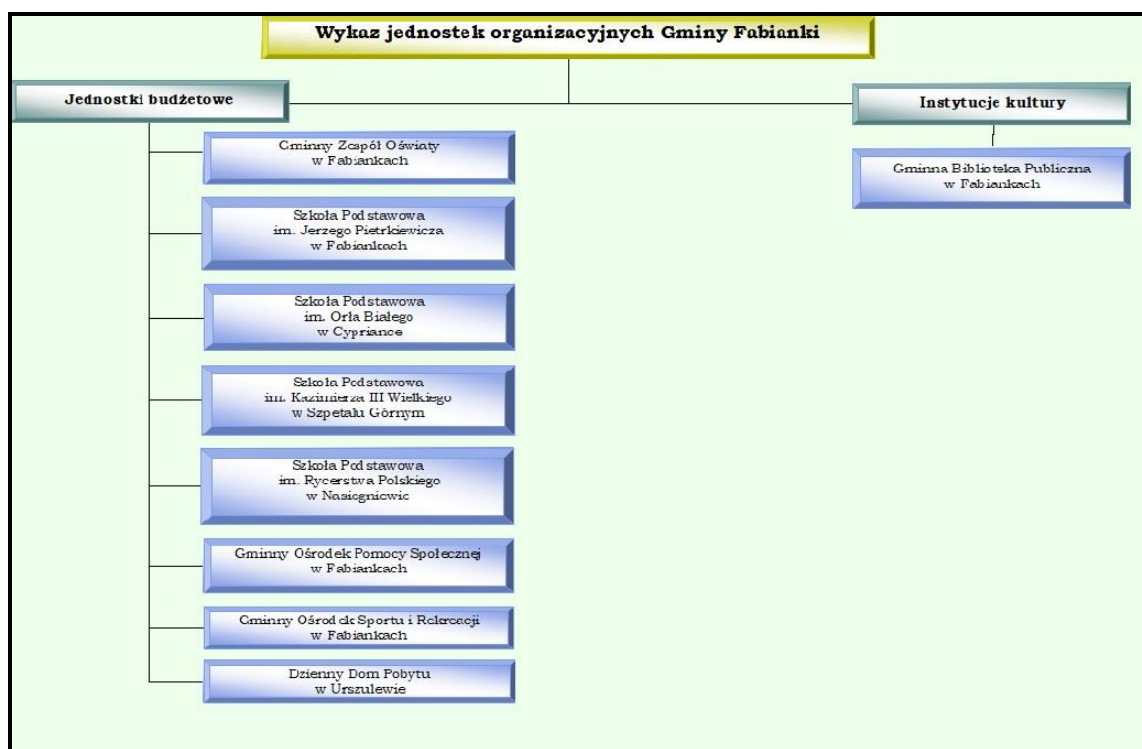 Wykaz jednostek organizacyjnych Gminy Fabianki
Jednostki budżetowe
Gminny Zespół Oświaty
w Fabiankach
Szkoła Podstawowa
im. Jerzego Pietrkiewicza
w Fabiankach
Szkoła Podstawowa
im. Orła Białego
w Cypriance
Szkoła Podstawowa
im. Kazimierza III Wielkiego
w Szpetalu Górnym
Szkoła Podstawowa
im. Rycerstwa Polskiego
w Nasiegniewie
Gminny Ośrodek Pomocy Społecznej
w Fabiankach
Gminny Ośrodek Sportu i Rekreacji
w Fabiankach
Dzienny Dom Pobytu
w Urszulewie
Instytucje kultury
Gminna Biblioteka Publiczna
w Fabiankach